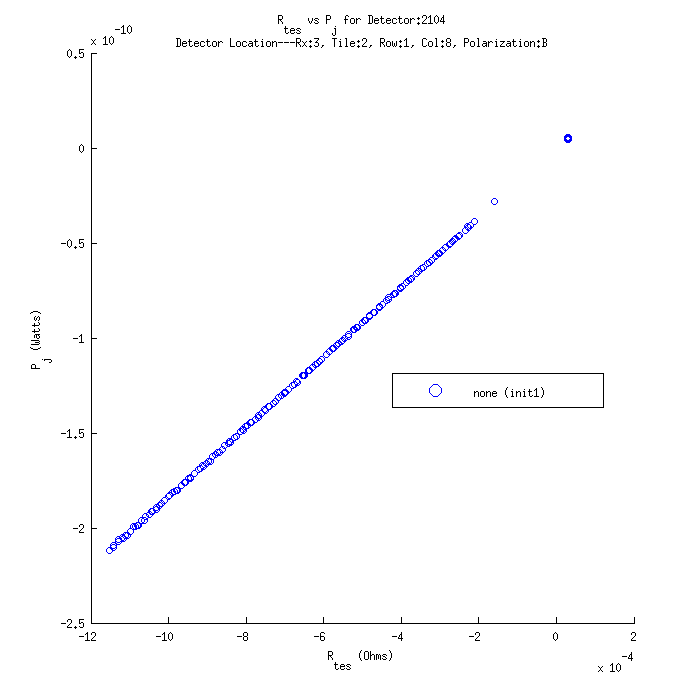 R_tes vs P_j for Detector:2104
Detector Location---Rx:3, Tile:2, Row:1, Col:8, Polarization:B
x 10^-10
0.5
0
-0.5
-1
-1.5
-2
-2.5
P_j (Watts)
none (init1)
-12 -10 -8 -6 -4 -2 0 2
R_tes (Ohms)
x 10^-4